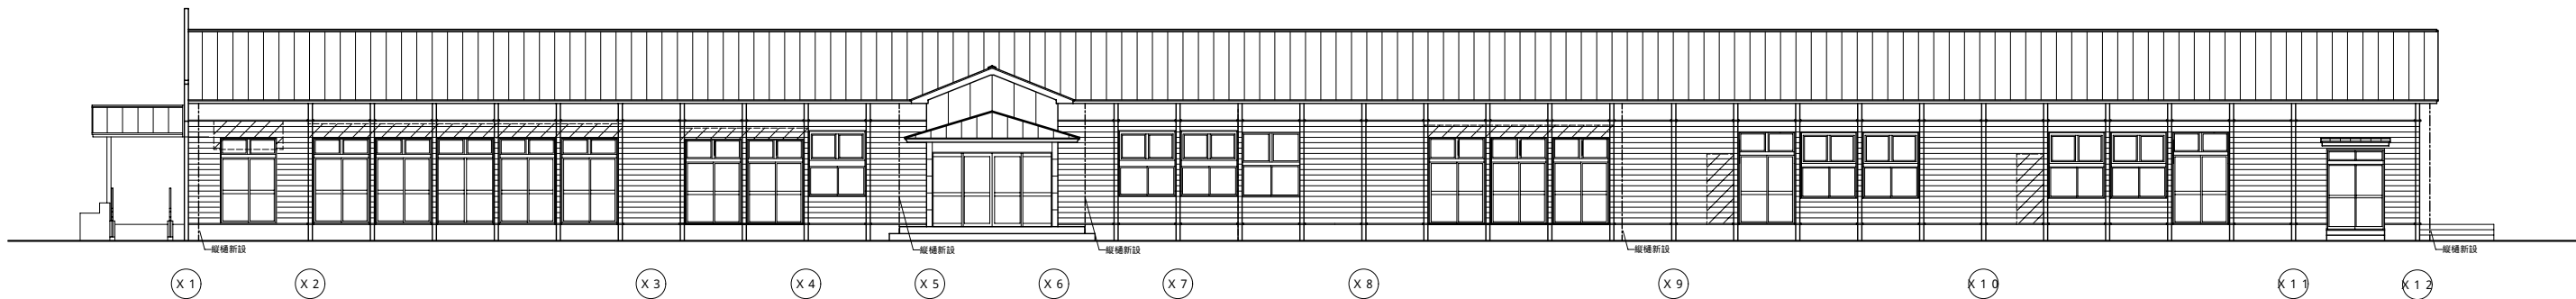 縦樋新設
縦樋新設
縦樋新設
縦樋新設
縦樋新設
X 1
X 2
X 3
X 4
X 5
X 6
X 7
X 8
X 9
X 1 0
X 1 1
X 1 2